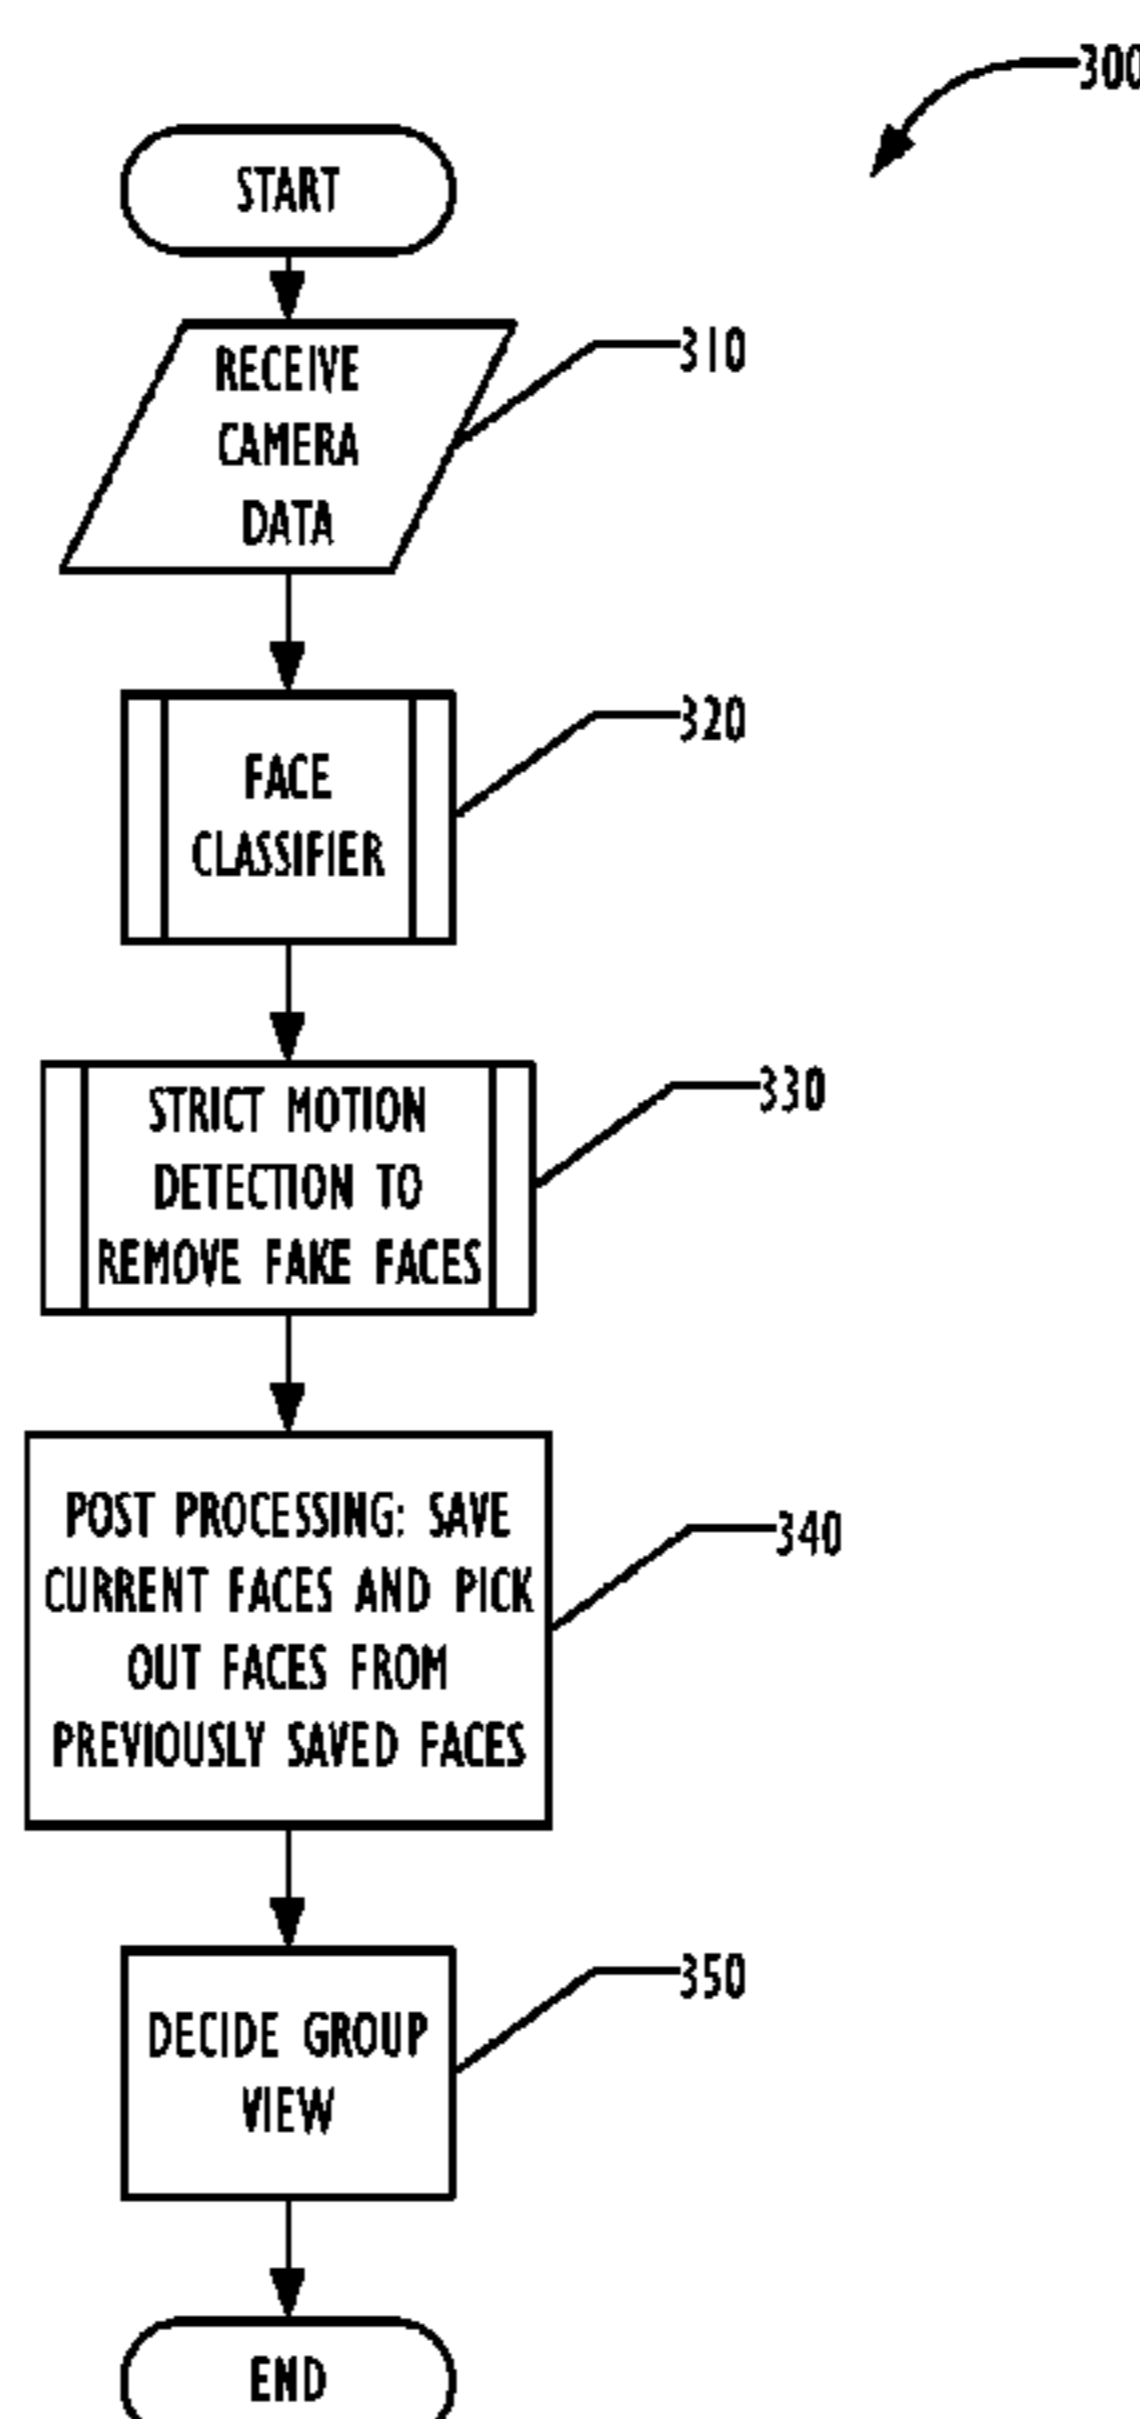 300
START
RECEIVE
CAMERA
DATA
310
FACE
CLASSIFIER
320
STRICT MOTION
DETECTION TO
REMOVE FAKE FACES
330
POST PROCESSING: SAVE
CURRENT FACES AND PICK
OUT FACES FROM
PREVIOUSLY SAVED FACES
340
DECIDE GROUP
VIEW
350
END